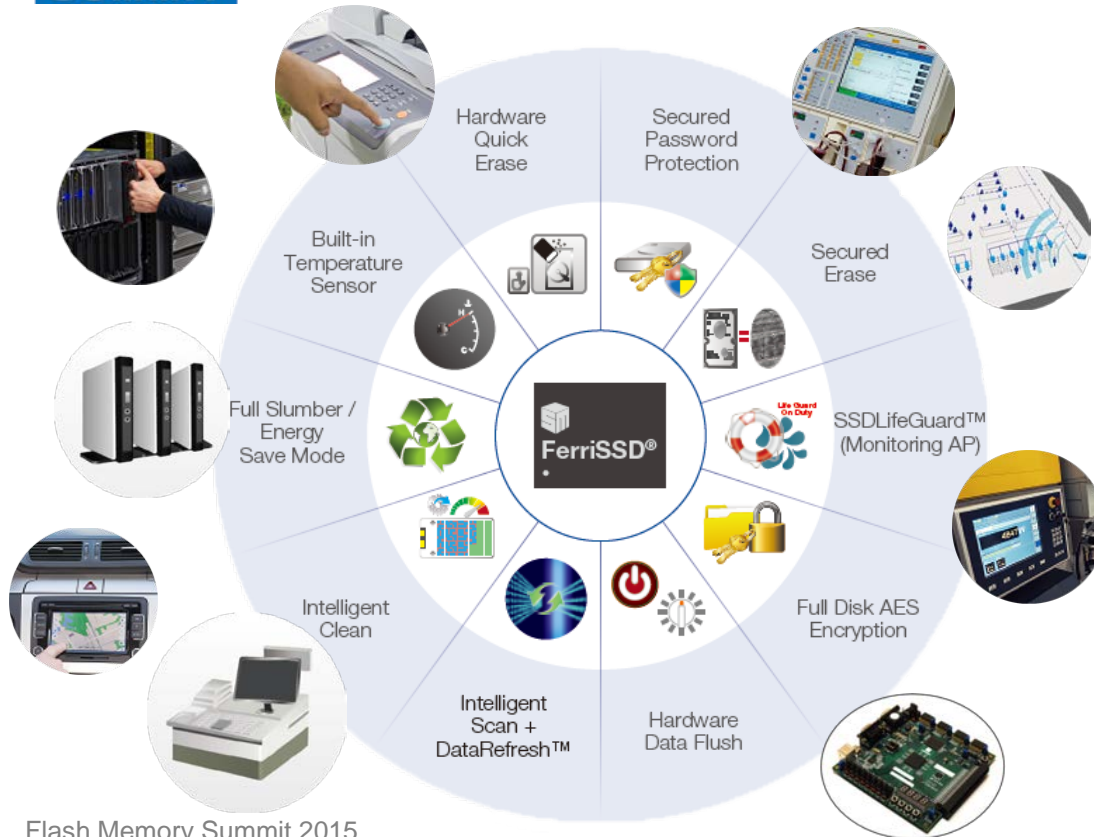 Hardware
Quick
Erase
Secured
Password
Protection
Built-in
Temperature
Sensor
Secured
Erase
H
C
Life Guard
On Duty
Full Slumber /
Energy
Save Mode
FerriSSD®
SSDLifeGuard™
(Monitoring AP)
Intelligent
Clean
Full Disk AES
Encryption
Intelligent
Scan +
DataRefresh™
Hardware
Data Flush
Flash Memory Summit 2015